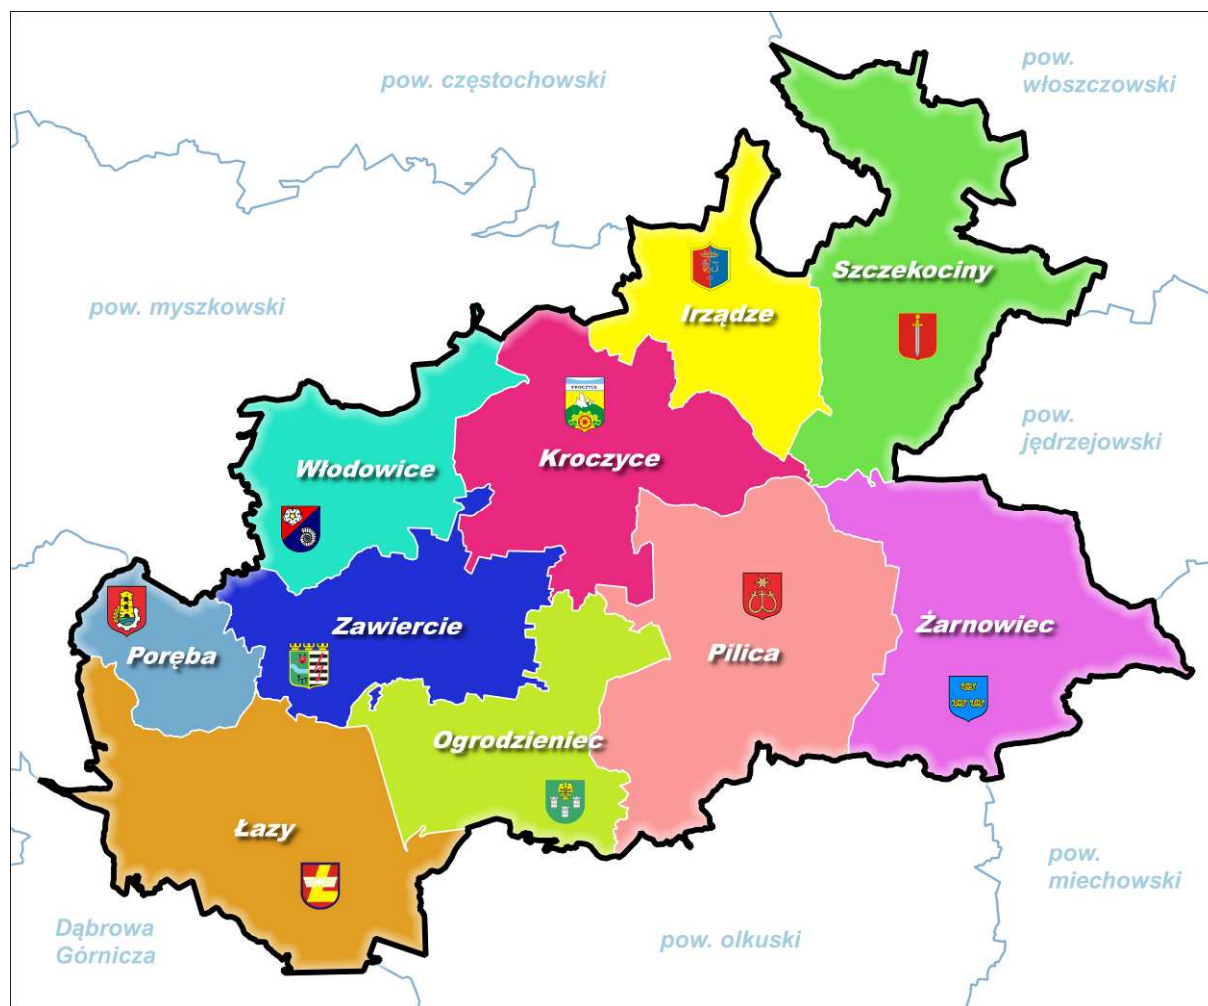 pow. częstochowski
pow.
włoszczowski
pow. myszkowski
Szczekociny
Irządze
KROCZYCE
pow.
jędrzejowski
Kroczyce
Włodowice
Zawiercie
Żarnowiec
Poręba
Pilica
Ogrodzieniec
Łazy
pow.
miechowski
Dąbrowa
Górnicza
pow. olkuski